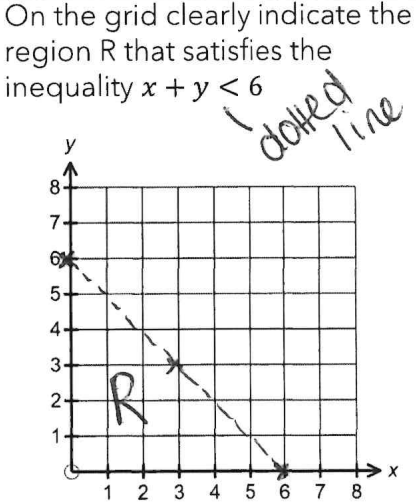 On the grid clearly indicate the
region R that satisfies the
inequality x + y < 6
dotted
line
y
8
7
6
5
4
3
2
1
R
1 2 3 4 5 6 7 8 x